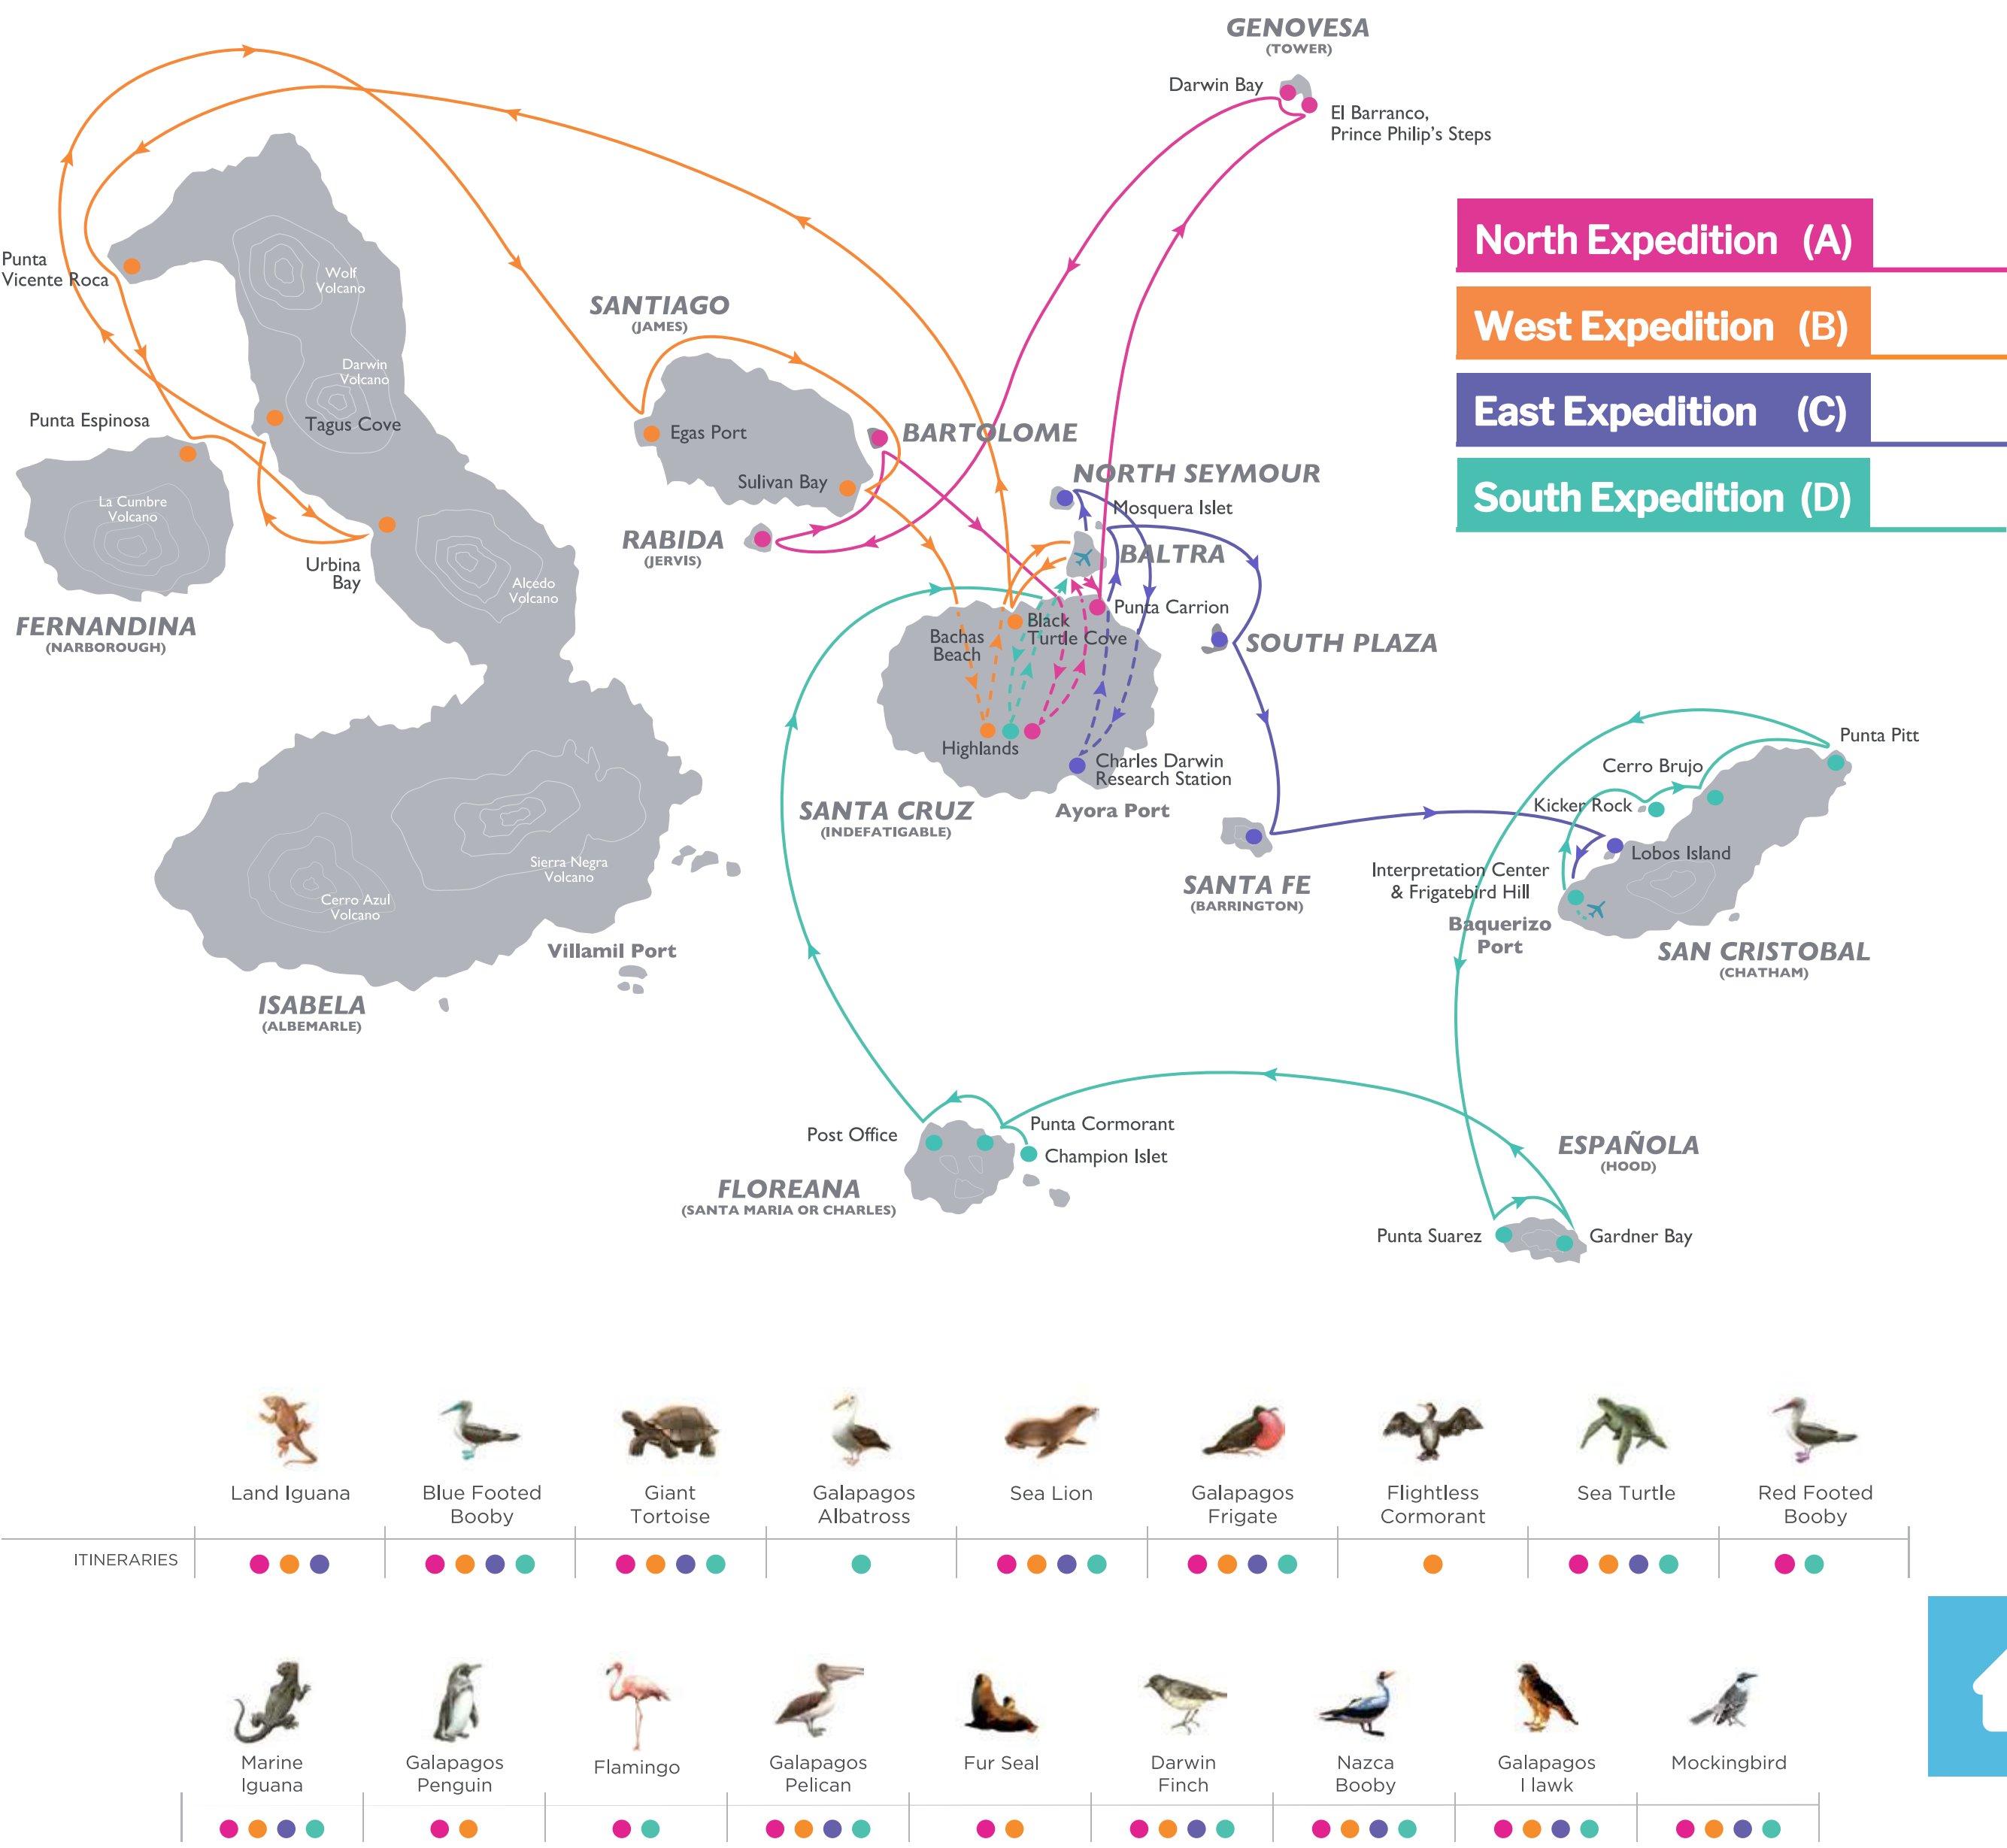 GENOVESA
(TOWER)
Darwin Bay
El Barranco,
Prince Philip's Steps
North Expedition (A)
West Expedition (B)
East Expedition (C)
South Expedition (D)
Punta
Vicente Roca
Wolf
Volcano
SANTIAGO
(JAMES)
Darwin
Volcano
Punta Espinosa
Tagus Cove
Egas Port
BARTOLOME
Sulivan Bay
NORTH SEYMOUR
Mosquera Islet
La Cumbre
Volcano
RABIDA
(JERVIS)
BALTRA
Urbina
Bay
Alcedo
Volcano
FERNANDINA
(NARBOROUGH)
Punta Carrion
Black
Turtle Cove
Bachas
Beach
SOUTH PLAZA
Highlands
Charles Darwin
Research Station
Ayora Port
SANTA CRUZ
(INDEFATIGABLE)
Punta Pitt
Cerro Brujo
Kicker Rock
Lobos Island
Interpretation Center
& Frigatebird Hill
Baquerizo
Port
SANTA FE
(BARRINGTON)
SAN CRISTOBAL
(CHATHAM)
Sierra Negra
Volcano
Cerro Azul
Volcano
Villamil Port
ISABELA
(ALBEMARLE)
Post Office
Punta Cormorant
Champion Islet
FLOREANA
(SANTA MARIA OR CHARLES)
ESPAÑOLA
(HOOD)
Punta Suarez
Gardner Bay
Land Iguana
Blue Footed
Booby
Giant
Tortoise
Galapagos
Albatross
Sea Lion
Galapagos
Frigate
Flightless
Cormorant
Sea Turtle
Red Footed
Booby
ITINERARIES
Marine
Iguana
Galapagos
Penguin
Flamingo
Galapagos
Pelican
Fur Seal
Darwin
Finch
Nazca
Booby
Galapagos
I lawk
Mockingbird